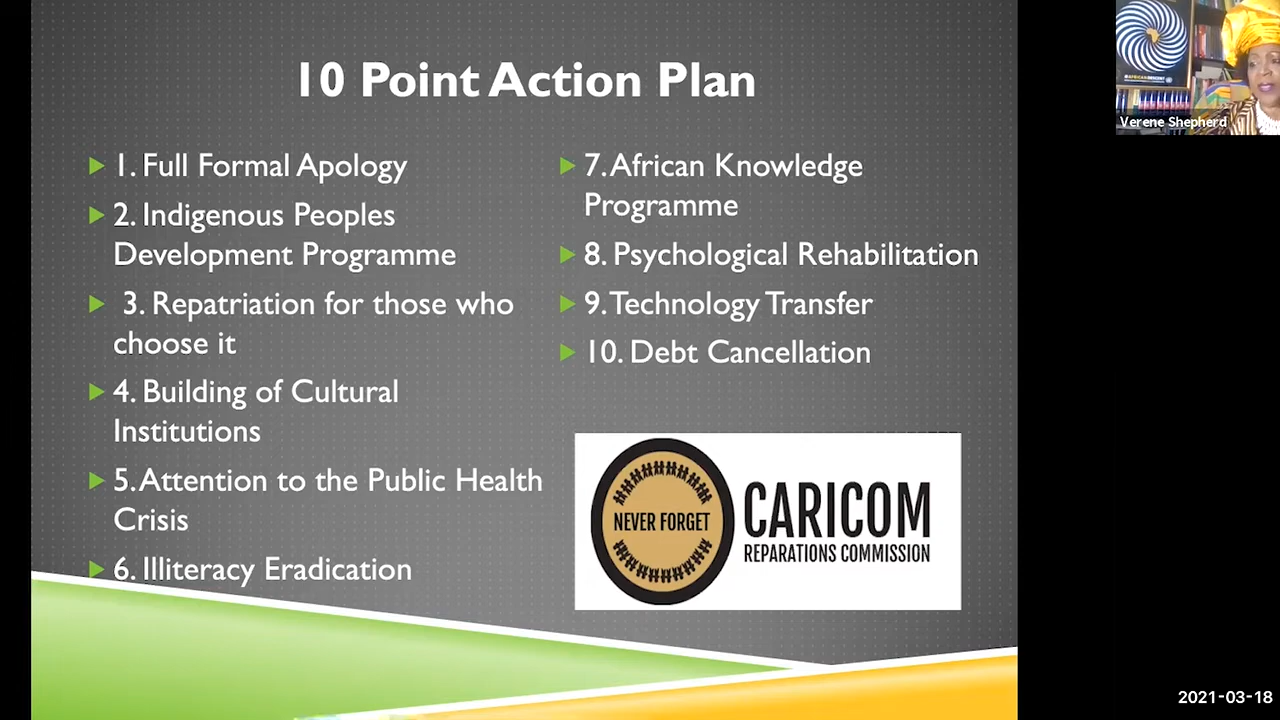 10 Point Action Plan
1. Full Formal Apology
2. Indigenous Peoples
Development Programme
3. Repatriation for those who
choose it
4. Building of Cultural
Institutions
5. Attention to the Public Health
Crisis
6. Illiteracy Eradication
7. African Knowledge
Programme
8. Psychological Rehabilitation
9. Technology Transfer
10. Debt Cancellation
NEVER FORGET
CARICOM
REPARATIONS COMMISSION
Verene Shepherd
2021-03-18